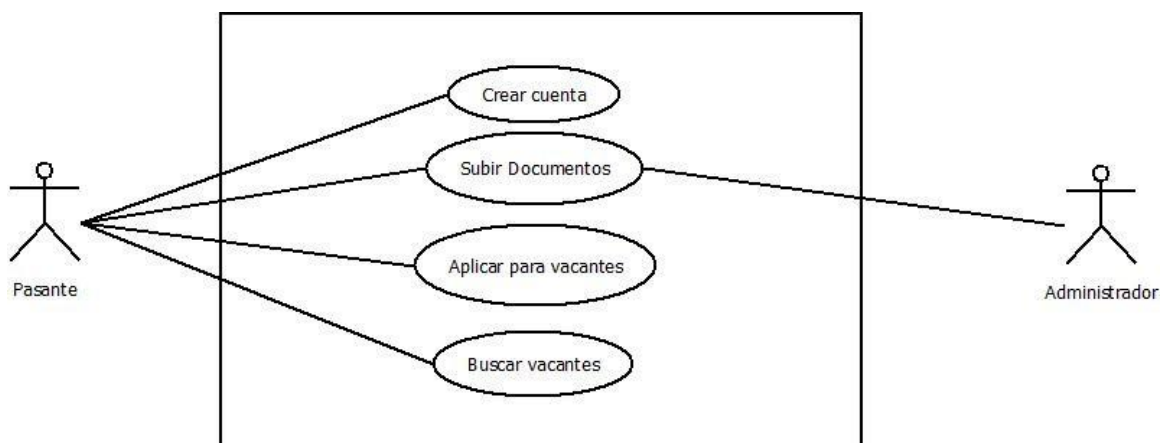 Crear cuenta
Subir Documentos
Aplicar para vacantes
Pasante
Administrador
Buscar vacantes